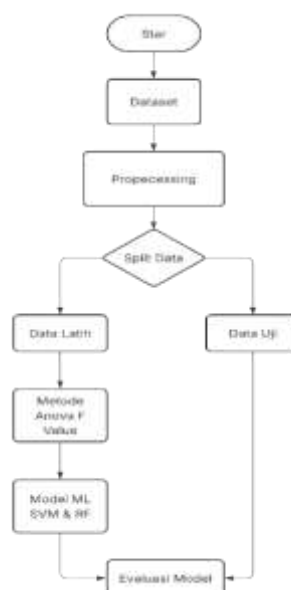 Star
Dataset
Propecessing
Split Data
Data Latih
Data Uji
Metode
Anova F
Value
Model ML
SVM & RF
Evaluasi Model